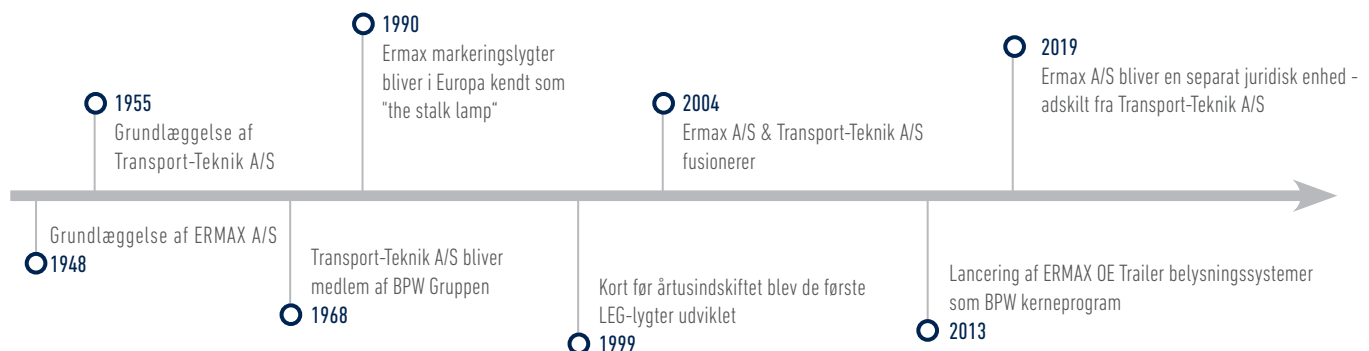 1948
Grundlæggelse af ERMAX A/S
1955
Grundlæggelse af
Transport-Teknik A/S
1968
Transport-Teknik A/S bliver
medlem af BPW Gruppen
1990
Ermax markeringslygter
bliver i Europa kendt som
"the stalk lamp“
1999
Kort før årtusindskiftet blev de første
LEG-lygter udviklet
2004
Ermax A/S & Transport-Teknik A/S
fusionerer
2013
Lancering af ERMAX OE Trailer belysningssystemer
som BPW kerneprogram
2019
Ermax A/S bliver en separat juridisk enhed -
adskilt fra Transport-Teknik A/S